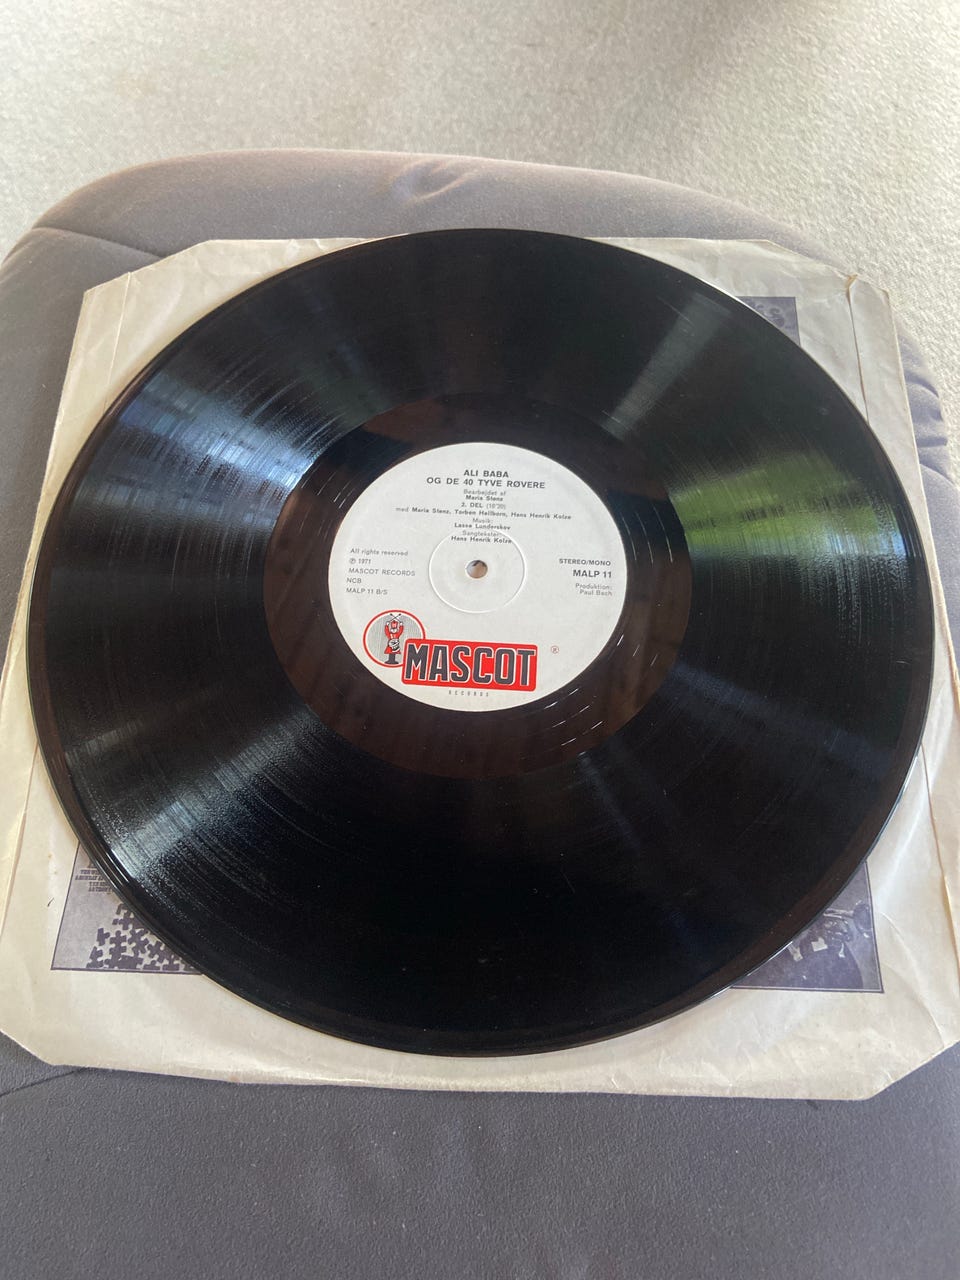 ALI BABA
OG DE 40 TYVE RØVERE
Bearbejdet af
Maria Stenz
2. DEL (18'20)
med Maria Stenz, Torben Hellborn, Hans Henrik Kolze
Musik:
Lasse Lunderskov
Sangtekster:
Hans Henrik Kolze
All rights reserved
℗ 1971
MASCOT RECORDS
NCB
MALP 11 B/S
STEREO/MONO
MALP 11
Produktion:
Paul Bach
MASCOT ®
RECORDS